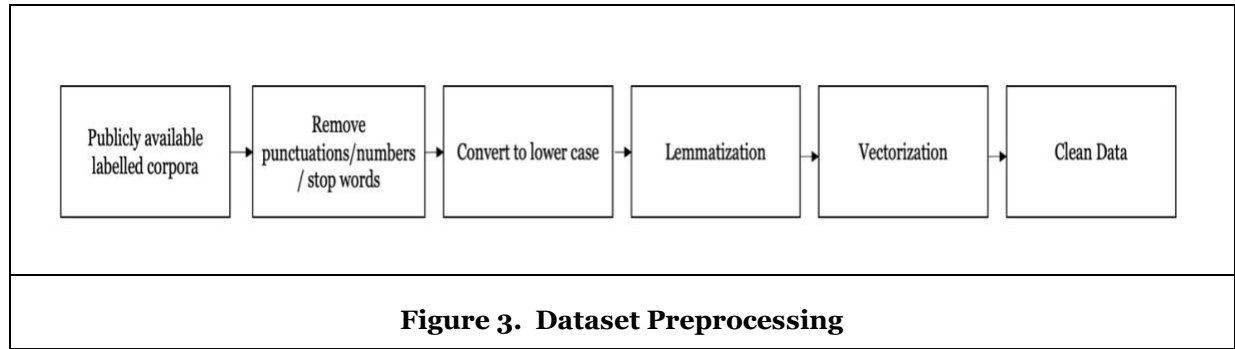 Publicly available
labelled corpora
Remove
punctuations/numbers
/ stop words
Convert to lower case
Lemmatization
Vectorization
Clean Data
Figure 3. Dataset Preprocessing